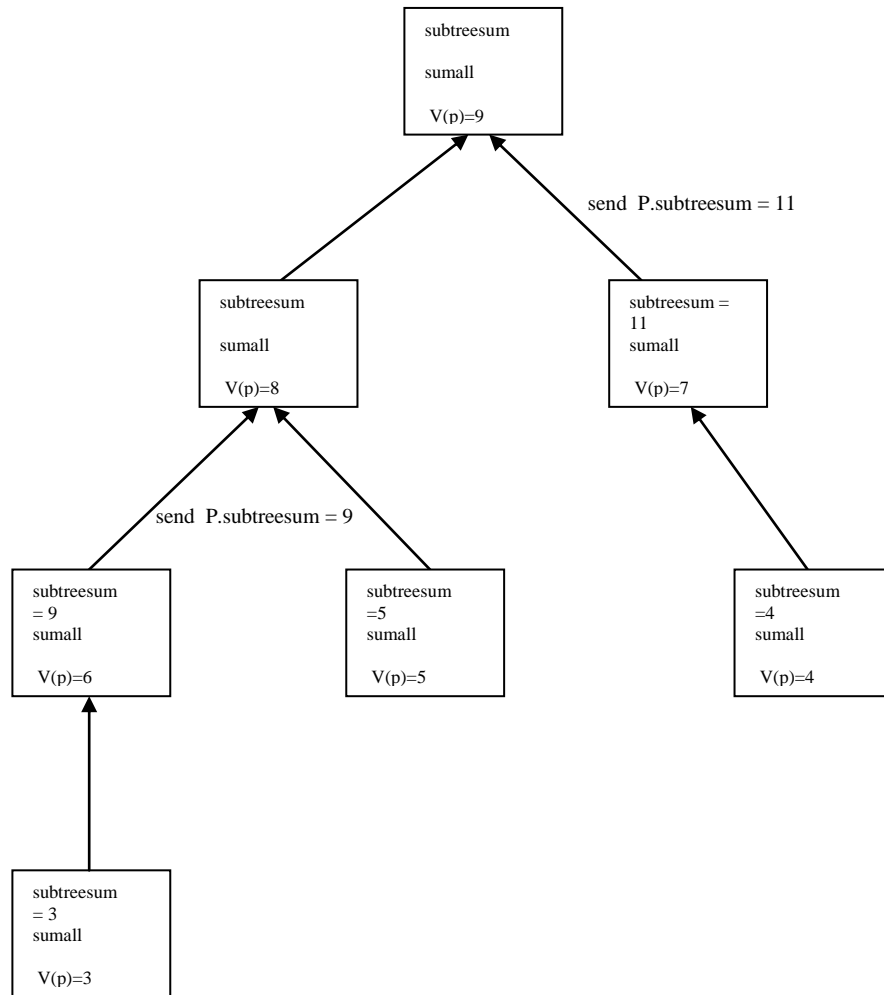 subtreesum
sumall
V(p)=9
send P.subtreesum = 11
subtreesum
sumall
V(p)=8
subtreesum =
11
sumall
V(p)=7
send P.subtreesum = 9
subtreesum
= 9
sumall
V(p)=6
subtreesum
=5
sumall
V(p)=5
subtreesum
=4
sumall
V(p)=4
subtreesum
= 3
sumall
V(p)=3